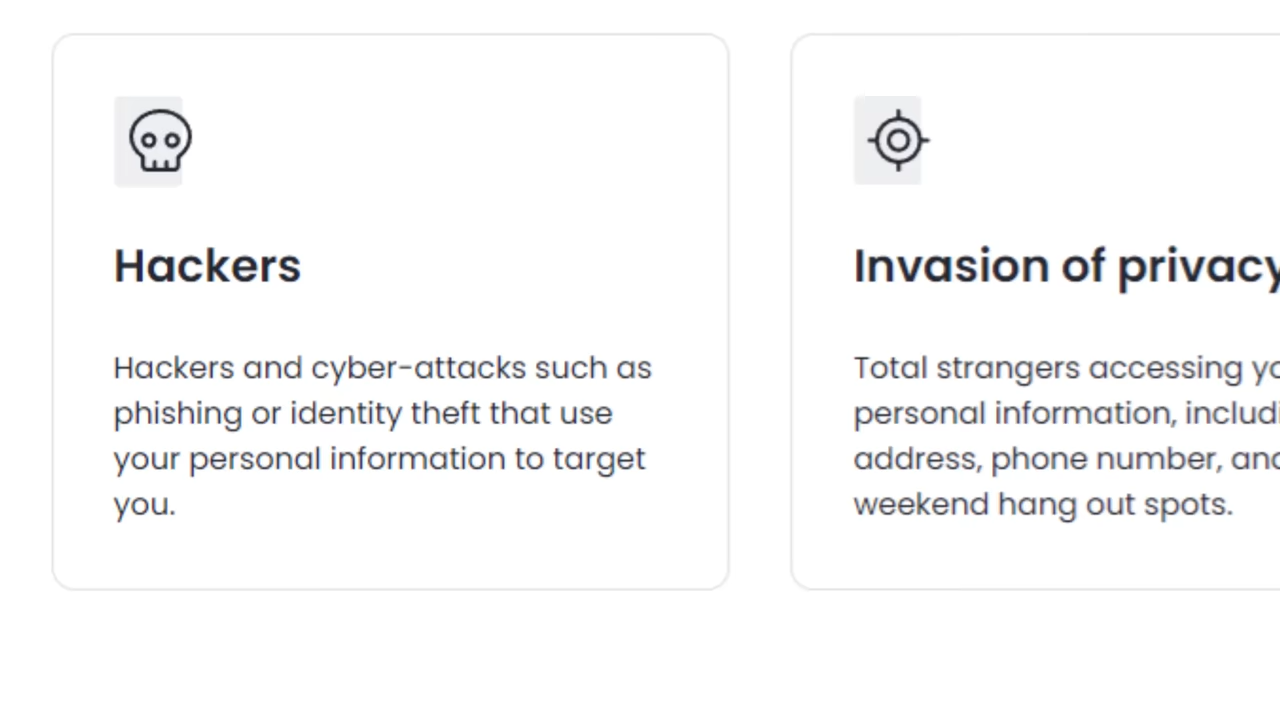 Hackers
Hackers and cyber-attacks such as
phishing or identity theft that use
your personal information to target
you.
Invasion of privacy
Total strangers accessing
personal information,
address, phone number,
weekend hang out spots.